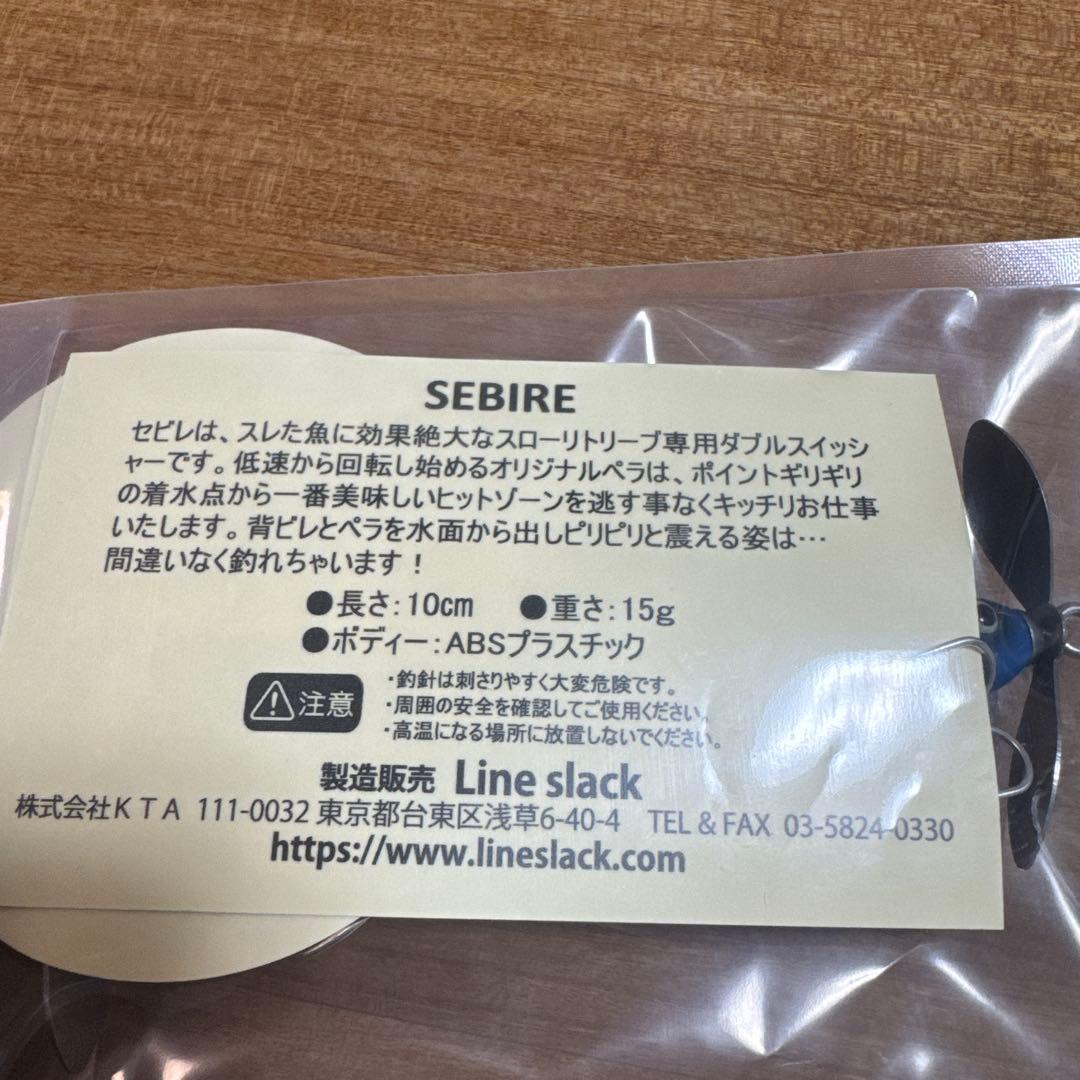 SEBIRE
セビレは、スレた魚に効果絶大なスローリトリーブ専用ダブルスイッシ
ャーです。低速から回転し始めるオリジナルペラは、ポイントギリギリ
の着水点から一番美味しいヒットゾーンを逃す事なくキッチリお仕事
いたします。背ビレとペラを水面から出しピリピリと震える姿は…
間違いなく釣れちゃいます！
●長さ：10cm ●重さ：15g
●ボディー：ABSプラスチック
注意
・釣針は刺さりやすく大変危険です。
・周囲の安全を確認してご使用ください。
・高温になる場所に放置しないでください。
製造販売 Line slack
株式会社KTA 111-0032 東京都台東区浅草6-40-4 TEL & FAX 03-5824-0330
https://www.lineslack.com